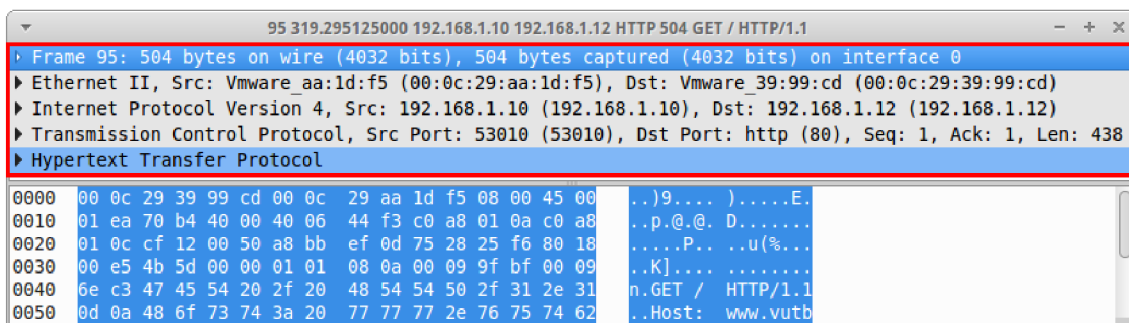 95 319.295125000 192.168.1.10 192.168.1.12 HTTP 504 GET / HTTP/1.1
Frame 95: 504 bytes on wire (4032 bits), 504 bytes captured (4032 bits) on interface 0
Ethernet II, Src: Vmware_aa:1d:f5 (00:0c:29:aa:1d:f5), Dst: Vmware_39:99:cd (00:0c:29:39:99:cd)
Internet Protocol Version 4, Src: 192.168.1.10 (192.168.1.10), Dst: 192.168.1.12 (192.168.1.12)
Transmission Control Protocol, Src Port: 53010 (53010), Dst Port: http (80), Seq: 1, Ack: 1, Len: 438
Hypertext Transfer Protocol
0000 00 0c 29 39 99 cd 00 0c 29 aa 1d f5 08 00 45 00 ..)9.... ).....E.
0010 01 ea 70 b4 40 00 40 06 44 f3 c0 a8 01 0a c0 a8 ..p.@.@. D.......
0020 01 0c cf 12 00 50 a8 bb ef 0d 75 28 25 f6 80 18 .....P.. ..u(%...
0030 00 e5 4b 5d 00 00 01 01 08 0a 00 09 9f bf 00 09 ..K].... ........
0040 6e c3 47 45 54 20 2f 20 48 54 54 50 2f 31 2e 31 n.GET / HTTP/1.1
0050 0d 0a 48 6f 73 74 3a 20 77 77 77 2e 76 75 74 62 ..Host: www.vutb